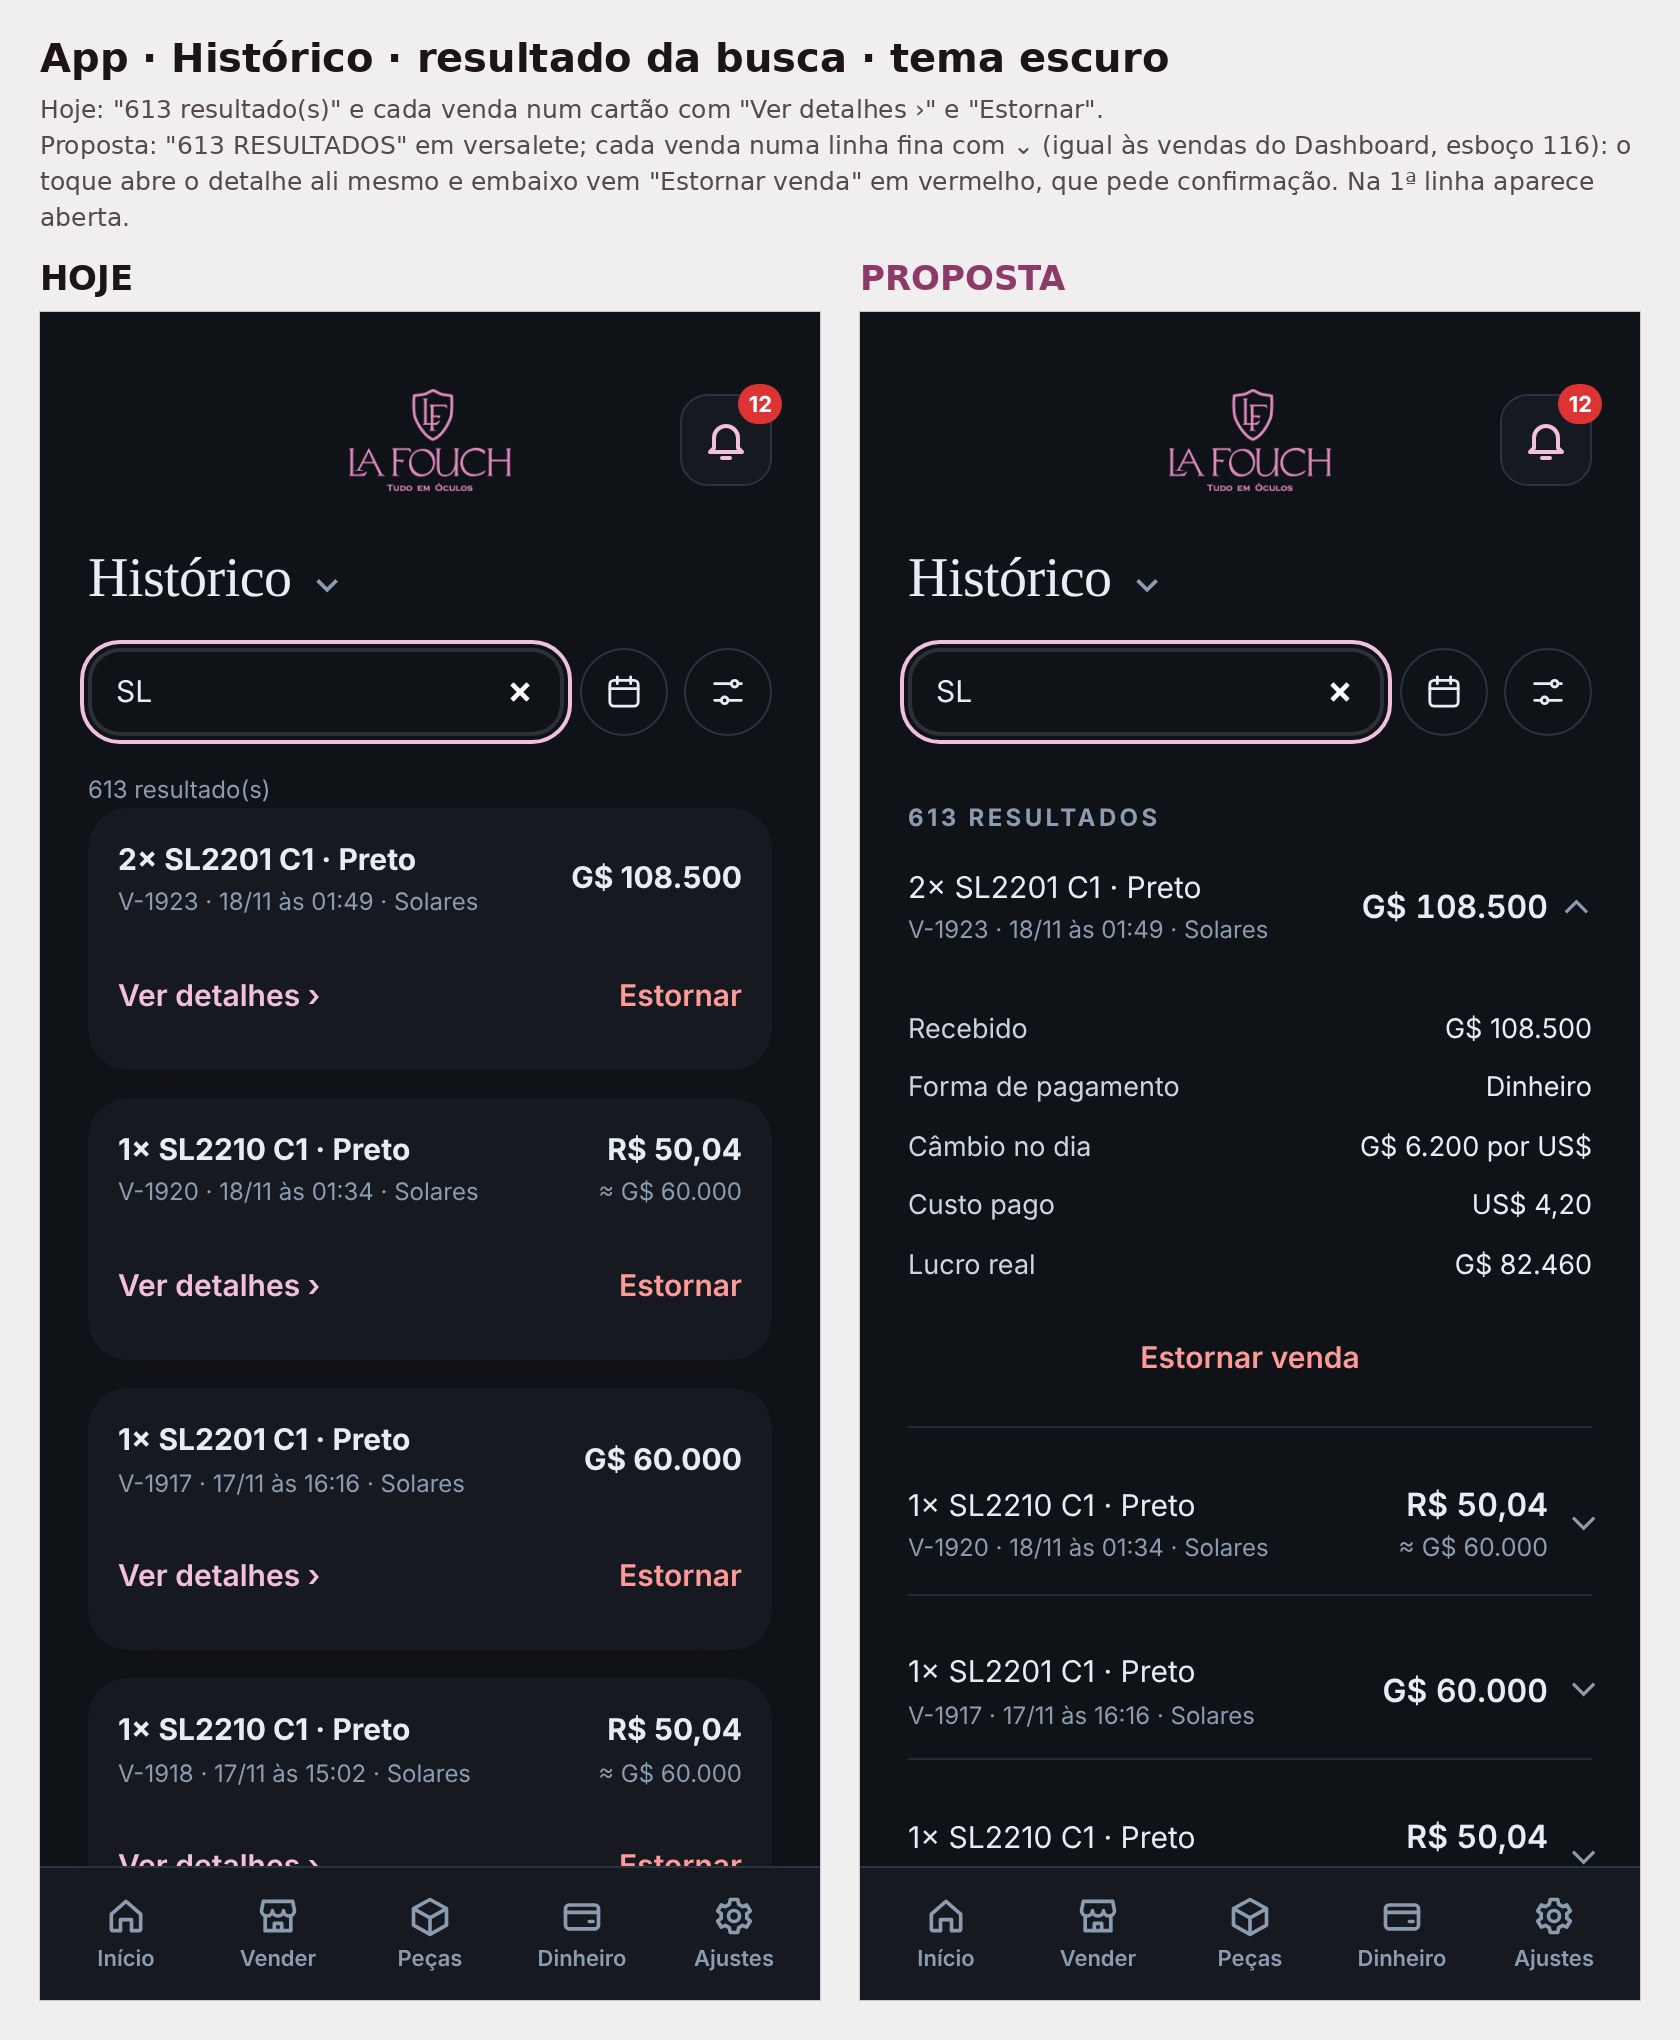 App · Histórico · resultado da busca · tema escuro
Hoje: "613 resultado(s)" e cada venda num cartão com "Ver detalhes ›" e "Estornar".
Proposta: "613 RESULTADOS" em versalete; cada venda numa linha fina com ⌄ (igual às vendas do Dashboard, esboço 116): o
toque abre o detalhe ali mesmo e embaixo vem "Estornar venda" em vermelho, que pede confirmação. Na 1ª linha aparece
aberta.
HOJE
LF
LA FOUCH
TUDO EM ÓCULOS
12
Histórico
SL
613 resultado(s)
2× SL2201 C1 · Preto
G$ 108.500
V-1923 · 18/11 às 01:49 · Solares
Ver detalhes ›
Estornar
1× SL2210 C1 · Preto
R$ 50,04
V-1920 · 18/11 às 01:34 · Solares
≈ G$ 60.000
Ver detalhes ›
Estornar
1× SL2201 C1 · Preto
G$ 60.000
V-1917 · 17/11 às 16:16 · Solares
Ver detalhes ›
Estornar
1× SL2210 C1 · Preto
R$ 50,04
V-1918 · 17/11 às 15:02 · Solares
≈ G$ 60.000
Ver detalhes ›
Estornar
Início
Vender
Peças
Dinheiro
Ajustes
PROPOSTA
LF
LA FOUCH
TUDO EM ÓCULOS
12
Histórico
SL
613 RESULTADOS
2× SL2201 C1 · Preto
G$ 108.500
V-1923 · 18/11 às 01:49 · Solares
Recebido
G$ 108.500
Forma de pagamento
Dinheiro
Câmbio no dia
G$ 6.200 por US$
Custo pago
US$ 4,20
Lucro real
G$ 82.460
Estornar venda
1× SL2210 C1 · Preto
R$ 50,04
V-1920 · 18/11 às 01:34 · Solares
≈ G$ 60.000
1× SL2201 C1 · Preto
G$ 60.000
V-1917 · 17/11 às 16:16 · Solares
1× SL2210 C1 · Preto
R$ 50,04
Início
Vender
Peças
Dinheiro
Ajustes